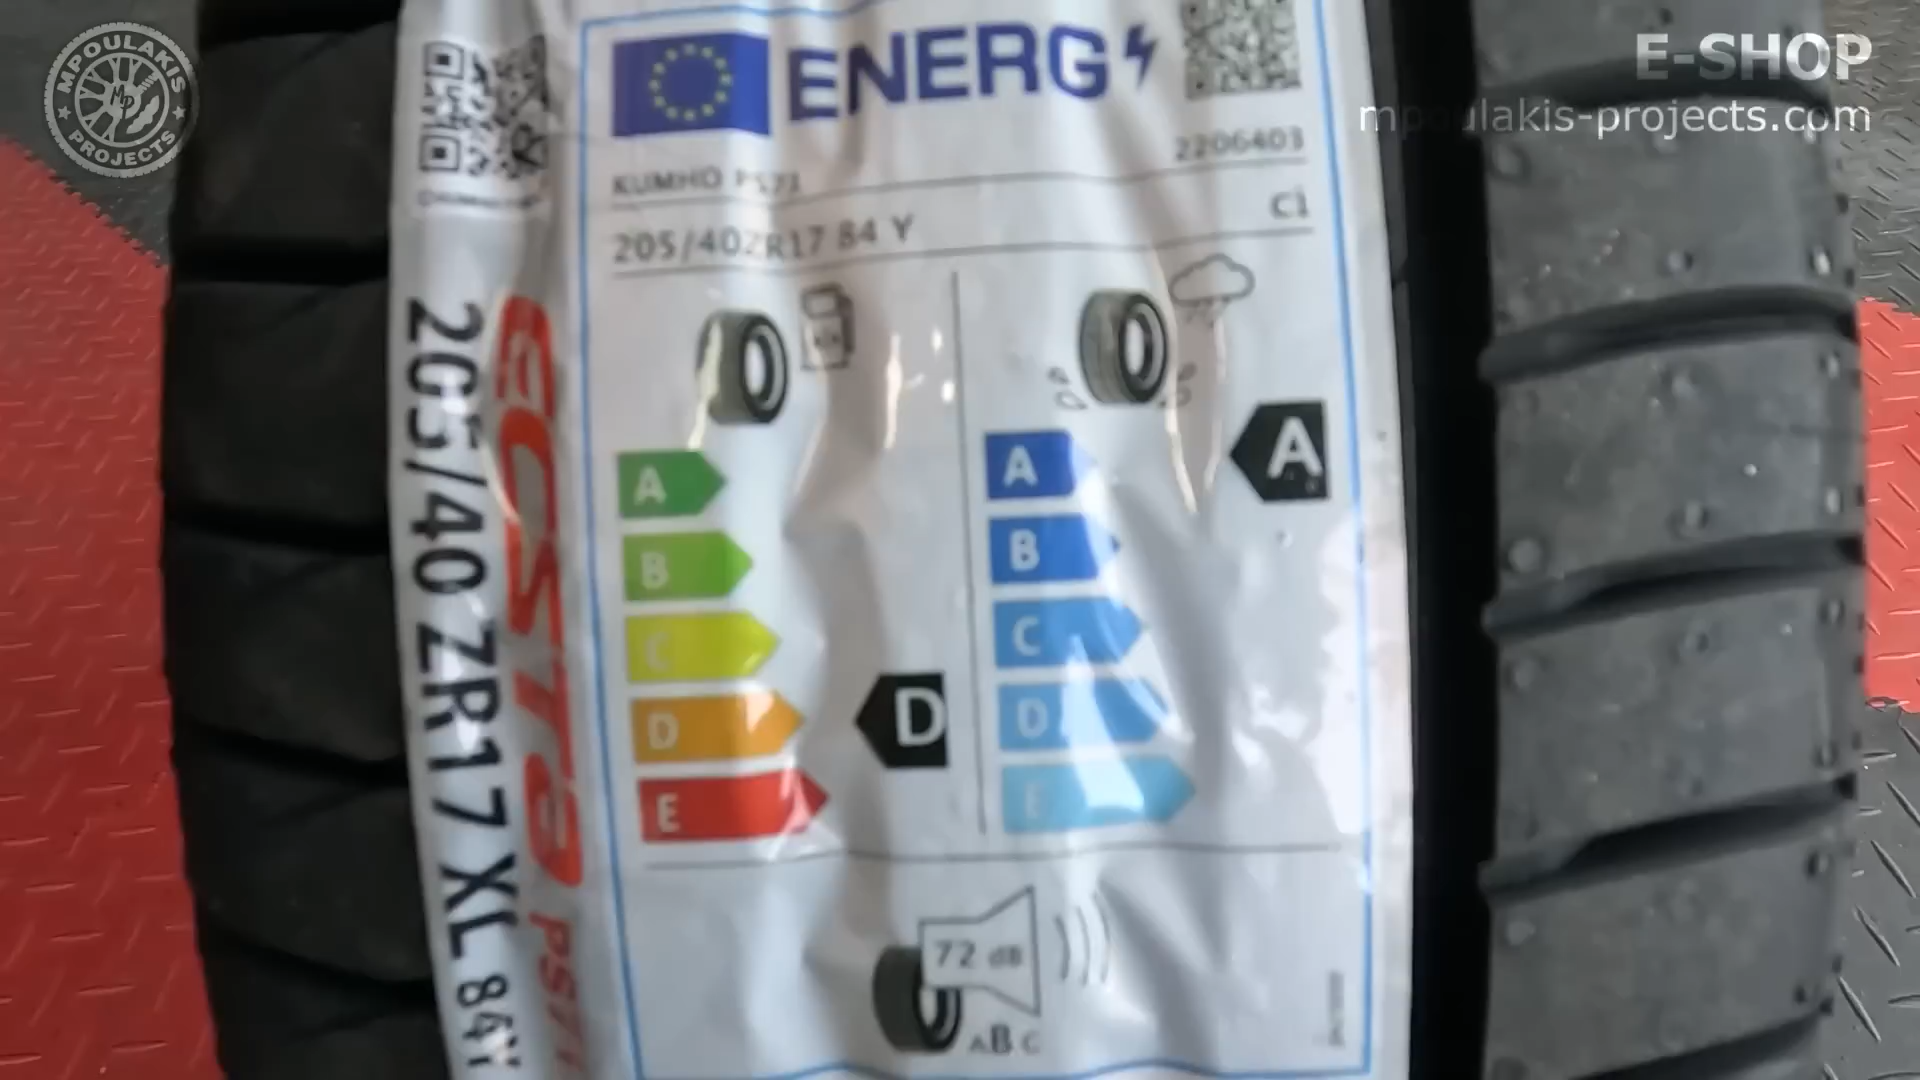 MPOULAKIS
MP
PROJECTS
E-SHOP
mpoulakis-projects.com
ENERG
2206403
KUMHO PS71
C1
205/40ZR17 84 Y
A
B
C
D
E
D
A
B
C
D
E
A
72 dB
ABC
205/40 ZR17 XL 84Y
ecsta PS71